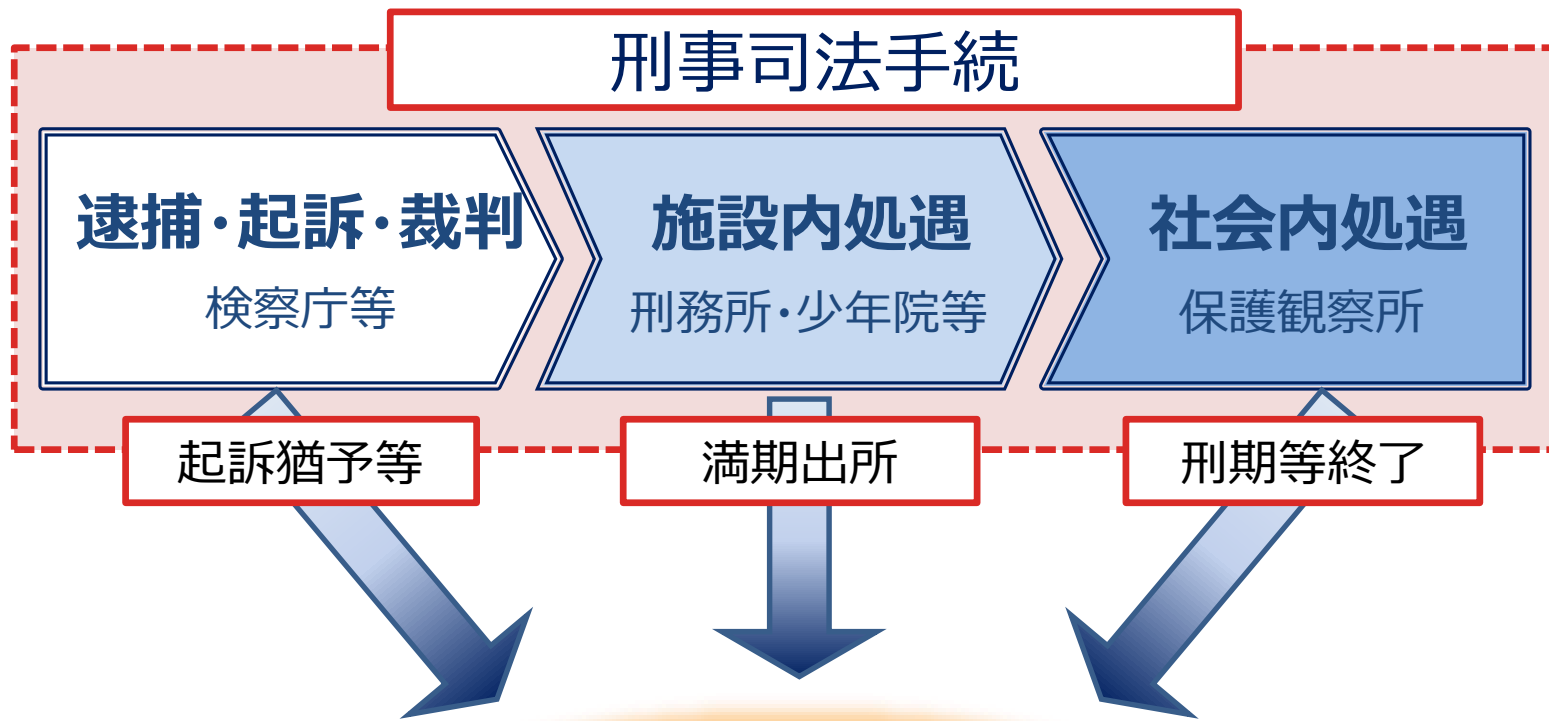 刑事司法手続
逮捕・起訴・裁判
検察庁等
施設内処遇
刑務所・少年院等
社会内処遇
保護観察所
起訴猶予等
満期出所
刑期等終了